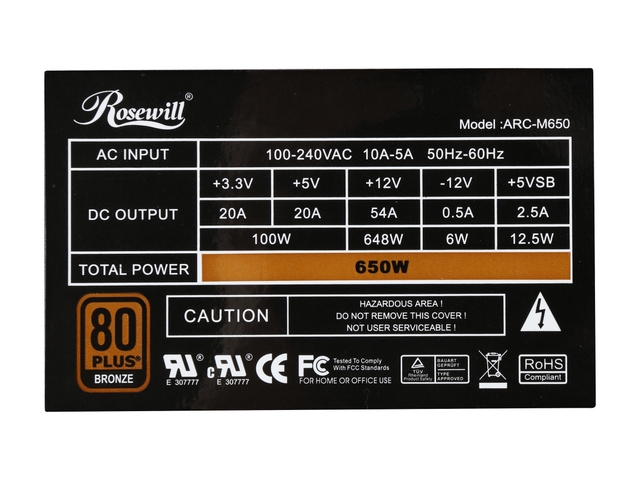 Rosewill®
Model :ARC-M650
AC INPUT 100-240VAC 10A-5A 50Hz-60Hz
DC OUTPUT +3.3V +5V +12V -12V +5VSB
20A 20A 54A 0.5A 2.5A
100W 648W 6W 12.5W
TOTAL POWER 650W
80 PLUS® BRONZE
CAUTION
HAZARDOUS AREA !
DO NOT REMOVE THIS COVER !
NOT USER SERVICEABLE !
E 307777
c E 307777
CE
FC Tested To Comply
With FCC Standards
FOR HOME OR OFFICE USE
TÜV
Rheinland
Product Safety
BAUART
GEPRÜFT
TYPE
APPROVED
RoHS
Compliant